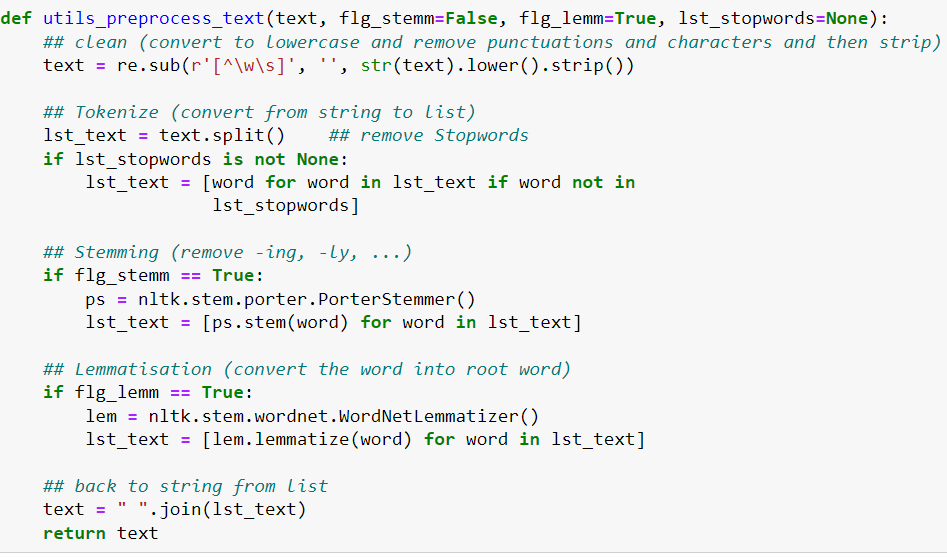 def utils_preprocess_text(text, flg_stemm=False, flg_lemm=True, lst_stopwords=None):
    ## clean (convert to lowercase and remove punctuations and characters and then strip)
    text = re.sub(r'[^\w\s]', '', str(text).lower().strip())

    ## Tokenize (convert from string to list)
    lst_text = text.split()    ## remove Stopwords
    if lst_stopwords is not None:
        lst_text = [word for word in lst_text if word not in
                    lst_stopwords]

    ## Stemming (remove -ing, -ly, ...)
    if flg_stemm == True:
        ps = nltk.stem.porter.PorterStemmer()
        lst_text = [ps.stem(word) for word in lst_text]

    ## Lemmatisation (convert the word into root word)
    if flg_lemm == True:
        lem = nltk.stem.wordnet.WordNetLemmatizer()
        lst_text = [lem.lemmatize(word) for word in lst_text]

    ## back to string from list
    text = " ".join(lst_text)
    return text